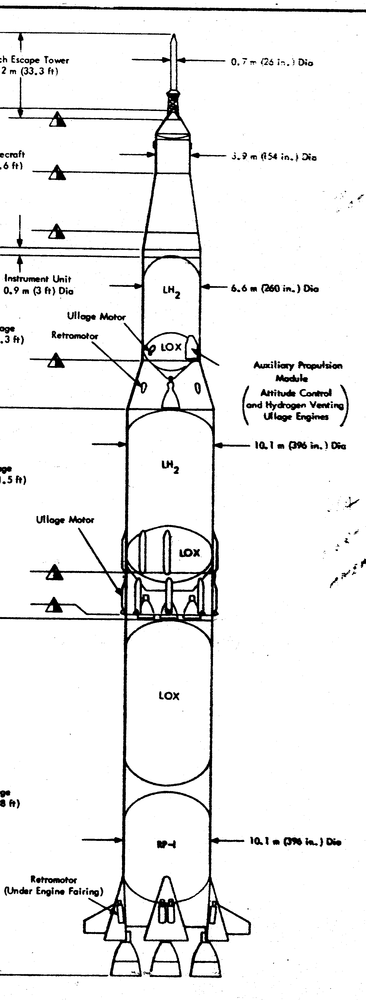 ch Escape Tower
2 m (33.3 ft)
0.7 m (26 in.) Dia
ecraft
.6 ft)
3.9 m (154 in.) Dia
Instrument Unit
0.9 m (3 ft) Dia
LH2
6.6 m (260 in.) Dia
Ullage Motor
age
.3 ft)
Retromotor
LOX
Auxiliary Propulsion
Module
(Attitude Control
and Hydrogen Venting
Ullage Engines)
10.1 m (396 in.) Dia
LH2
age
1.5 ft)
Ullage Motor
LOX
LOX
ge
38 ft)
RP-1
10.1 m (396 in.) Dia
Retromotor
(Under Engine Fairing)